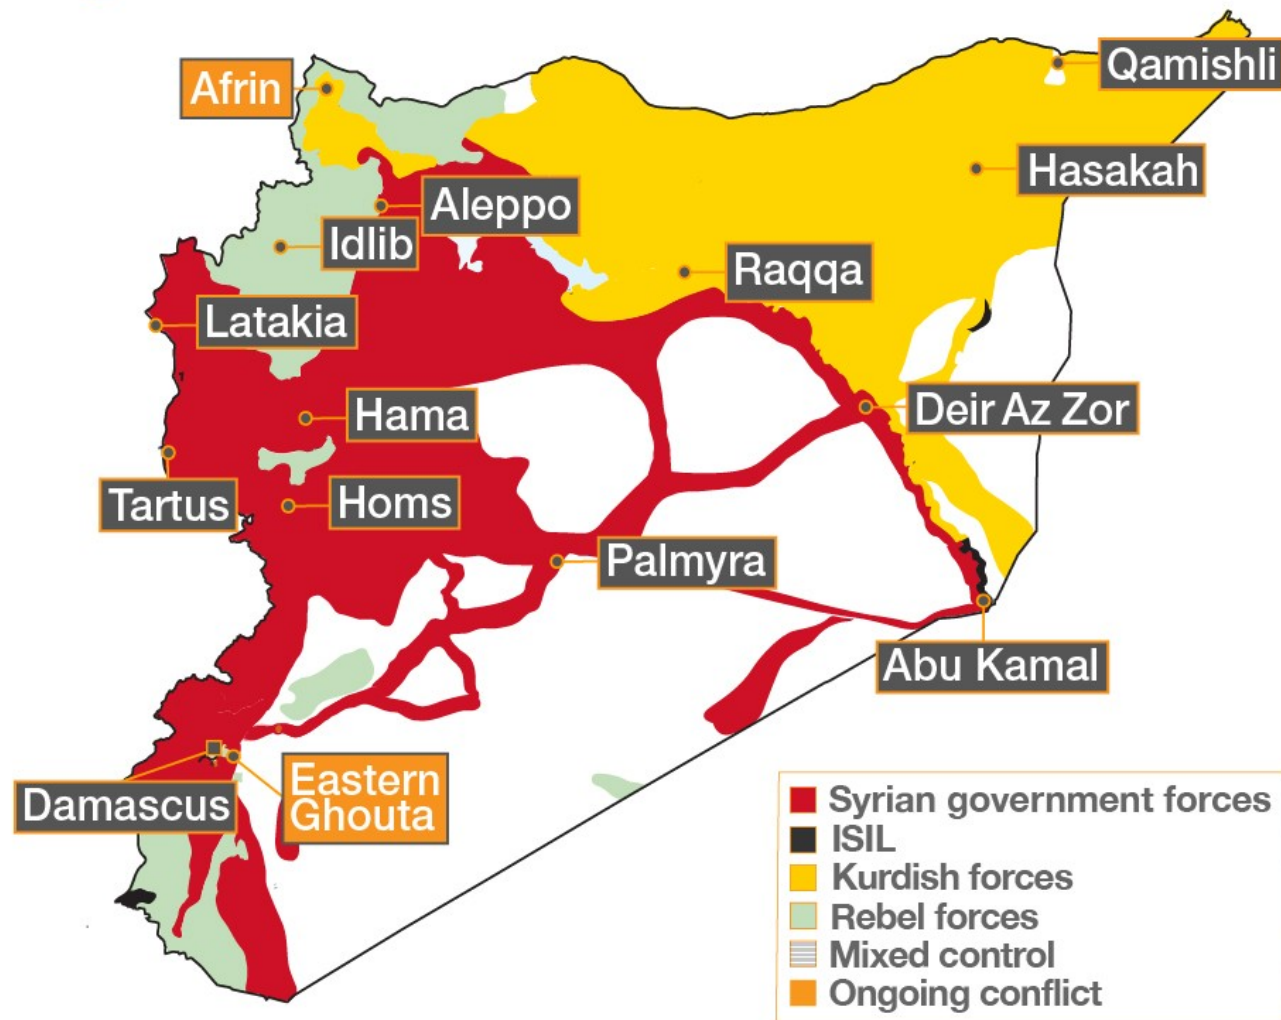 Afrin
Qamishli
Hasakah
Aleppo
Idlib
Raqqa
Latakia
Deir Az Zor
Hama
Tartus
Homs
Palmyra
Abu Kamal
Damascus
Eastern
Ghouta
Syrian government forces
ISIL
Kurdish forces
Rebel forces
Mixed control
Ongoing conflict